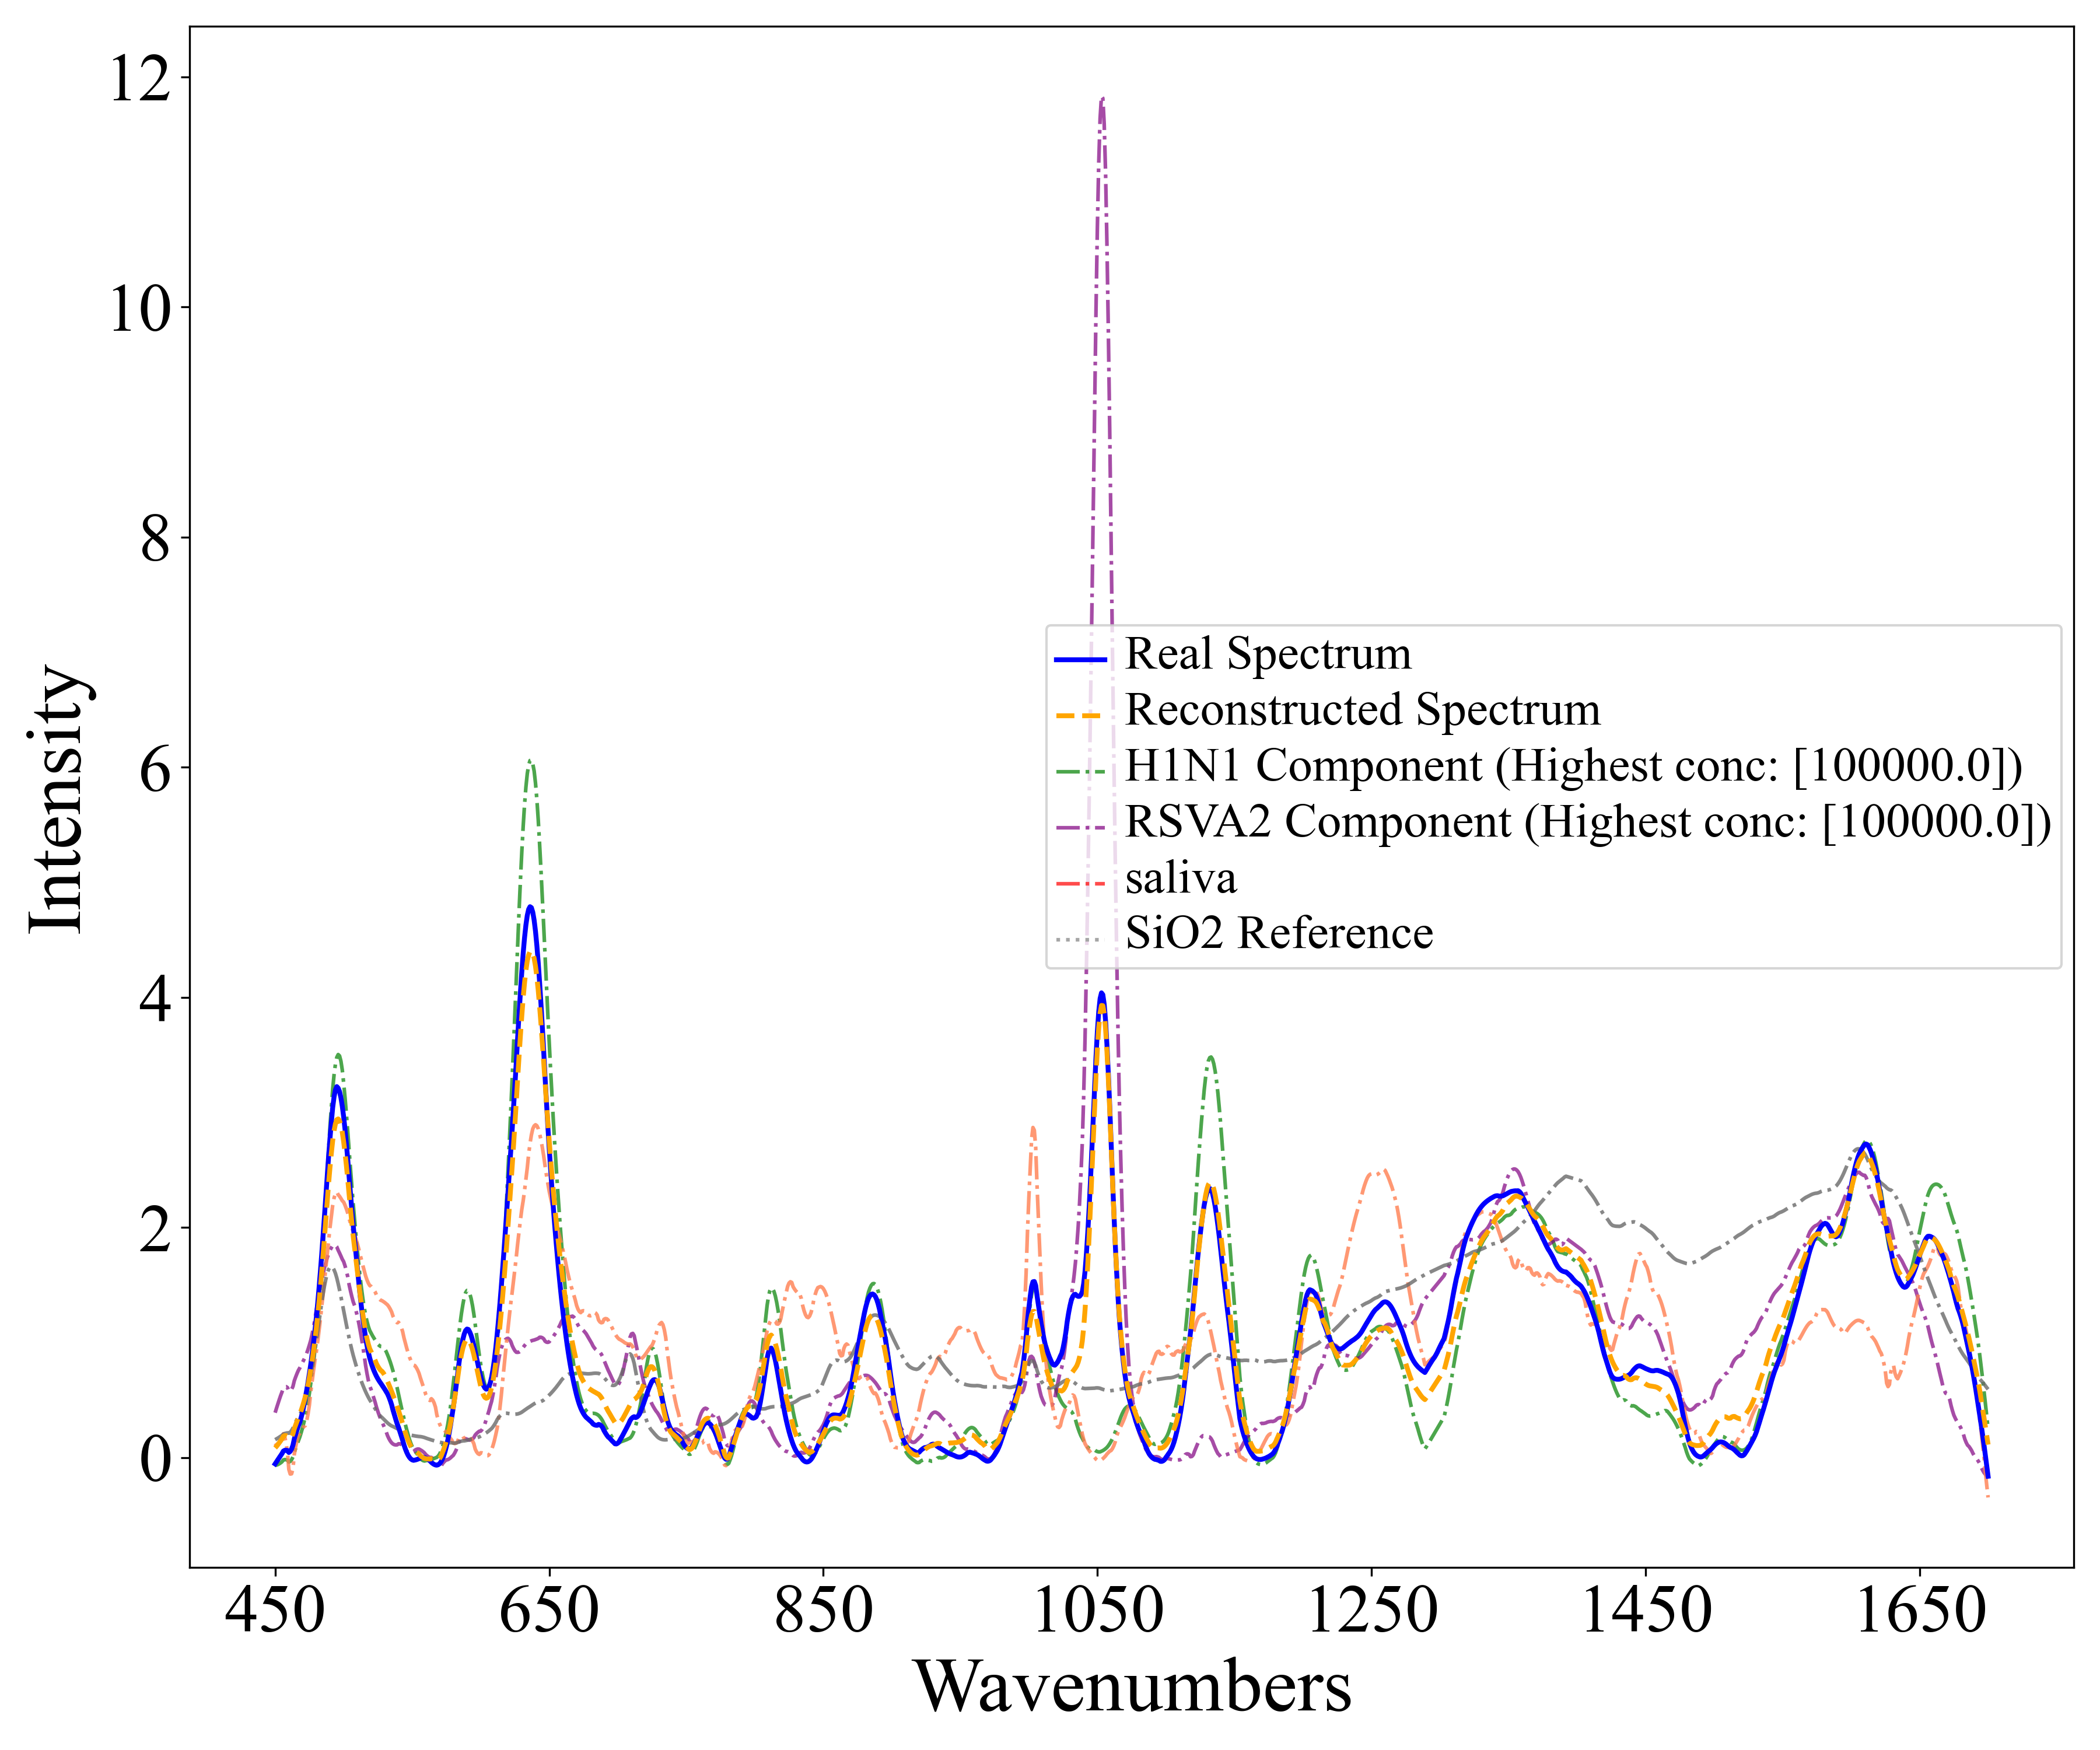 12
10
8
6
4
2
0
Intensity
Real Spectrum
Reconstructed Spectrum
H1N1 Component (Highest conc: [100000.0])
RSVA2 Component (Highest conc: [100000.0])
saliva
SiO2 Reference
450 650 850 1050 1250 1450 1650
Wavenumbers